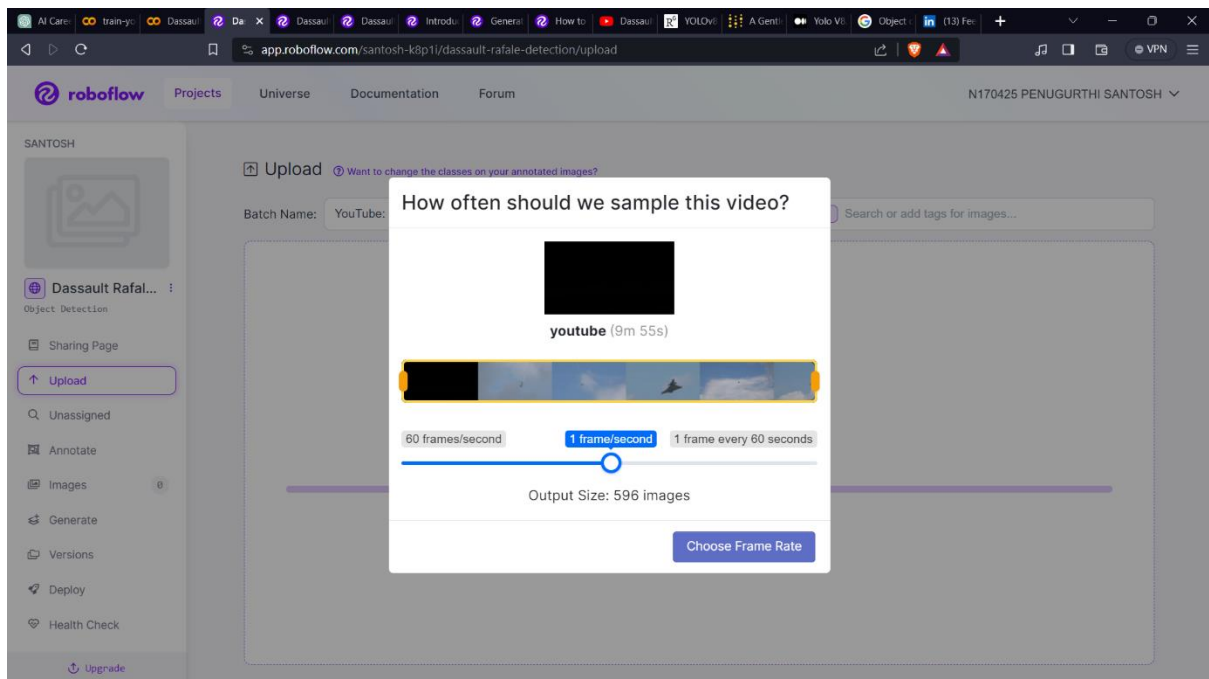 AI Care
train-yo
Dassaul
Da
Dassaul
Dassaul
Introdu
General
How to
Dassaul
YOLOv8
A Gentl
Yolo V8
Object
(13) Fee
app.roboflow.com/santosh-k8p1i/dassault-rafale-detection/upload
VPN
roboflow
Projects
Universe
Documentation
Forum
N170425 PENUGURTHI SANTOSH
SANTOSH
Dassault Rafal...
Object Detection
Sharing Page
Upload
Unassigned
Annotate
Images 0
Generate
Versions
Deploy
Health Check
Upgrade
Upload Want to change the classes on your annotated images?
Batch Name: YouTube:
Search or add tags for images...
How often should we sample this video?
youtube (9m 55s)
60 frames/second 1 frame/second 1 frame every 60 seconds
Output Size: 596 images
Choose Frame Rate